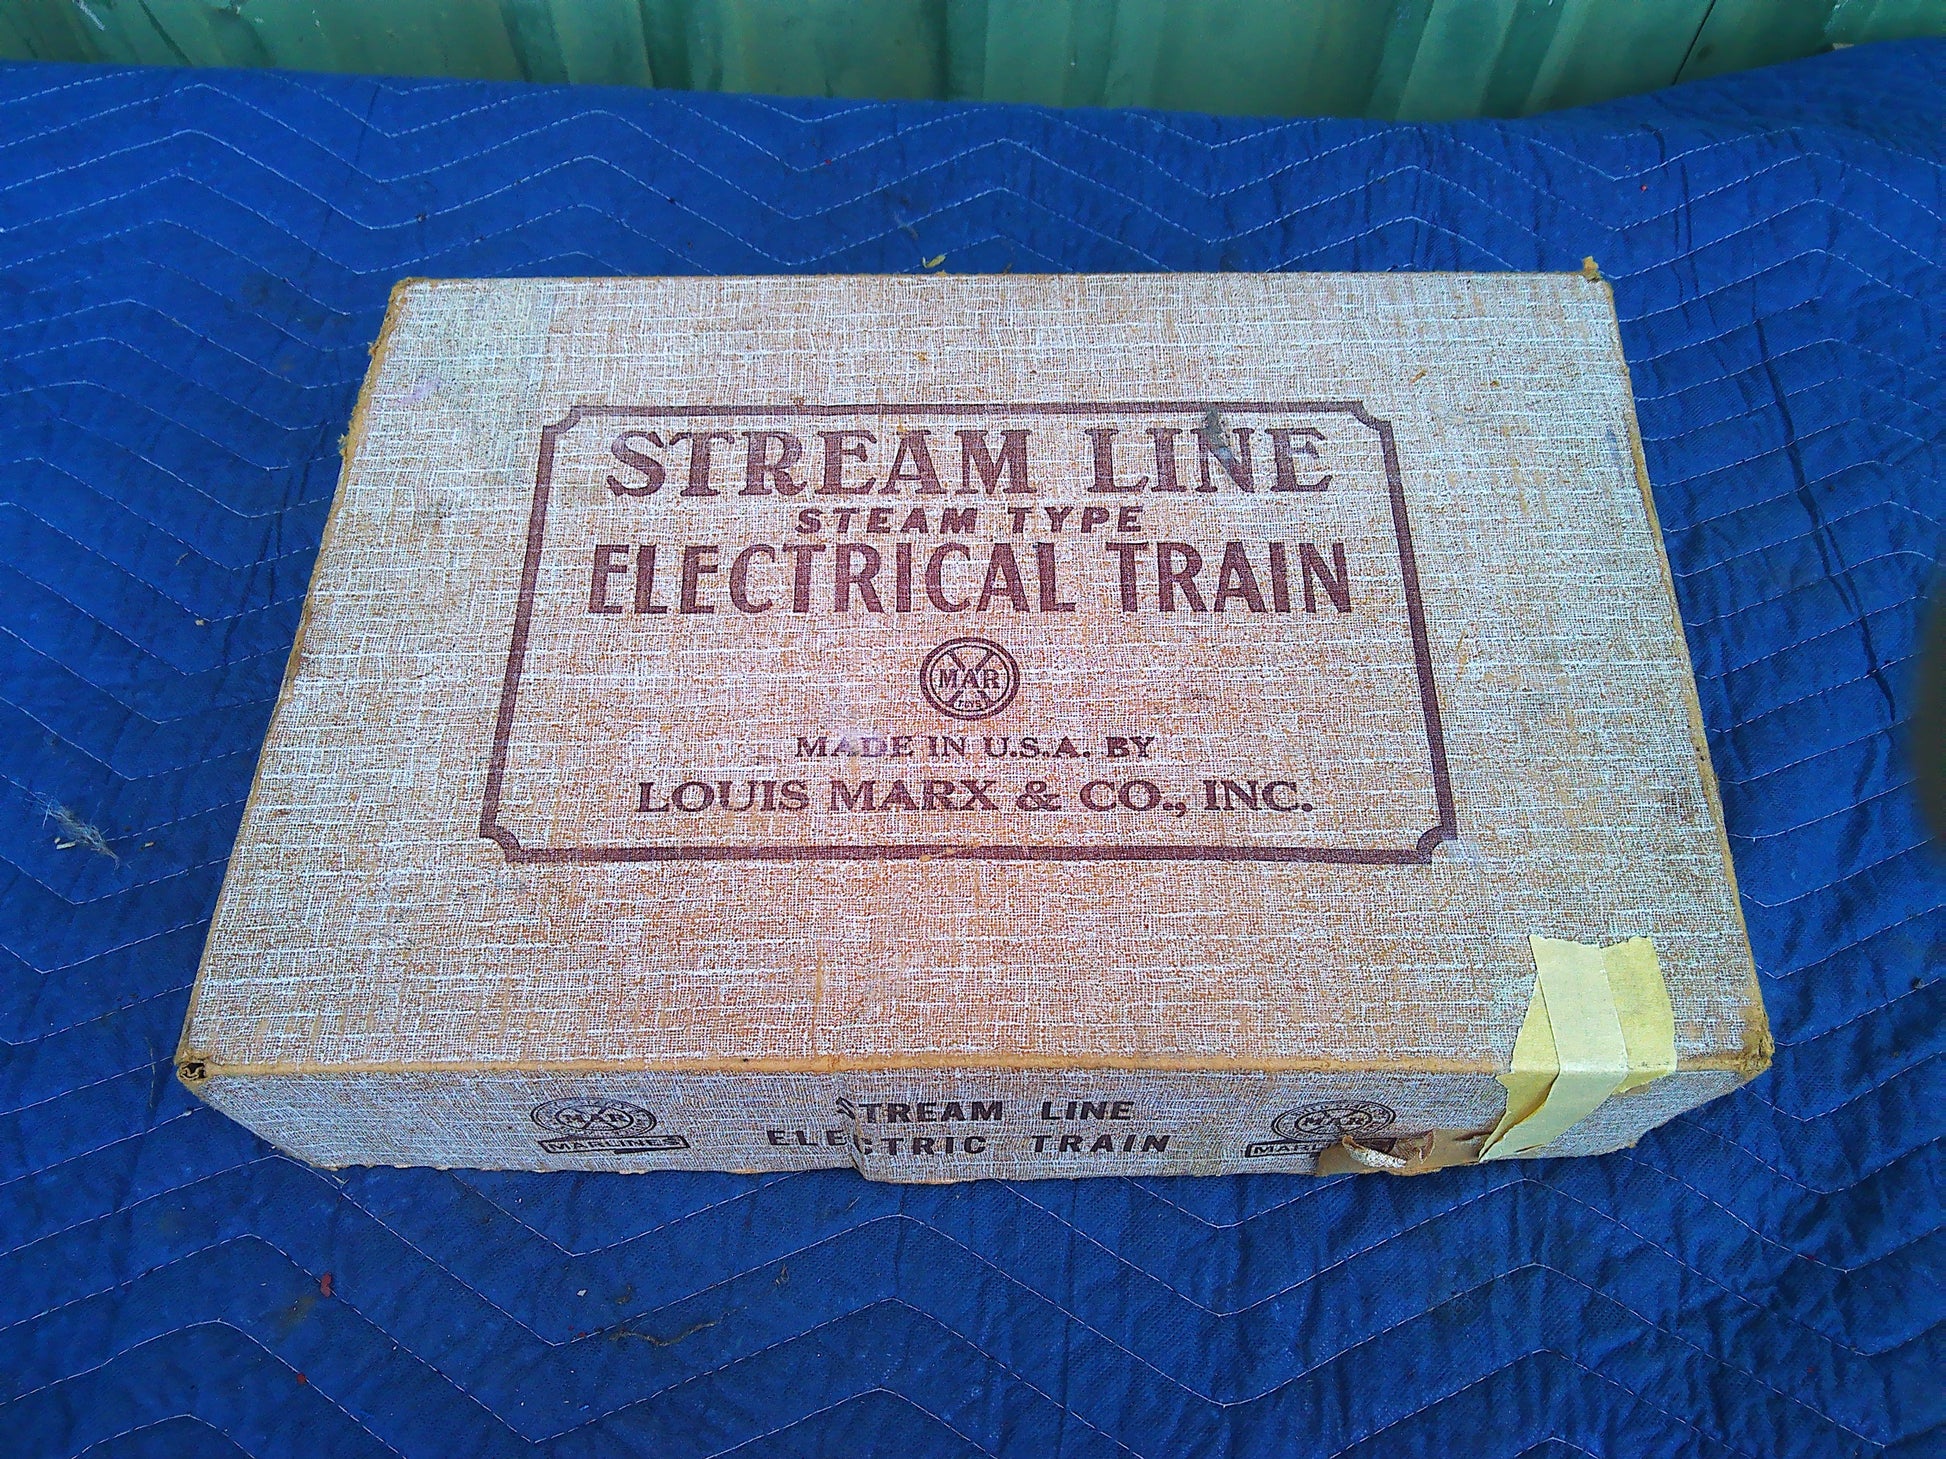 STREAM LINE
STEAM TYPE
ELECTRICAL TRAIN
MAR
TOYS
MADE IN U.S.A. BY
LOUIS MARX & CO., INC.
MAR
MARLINES
STREAM LINE
ELECTRIC TRAIN
MAR